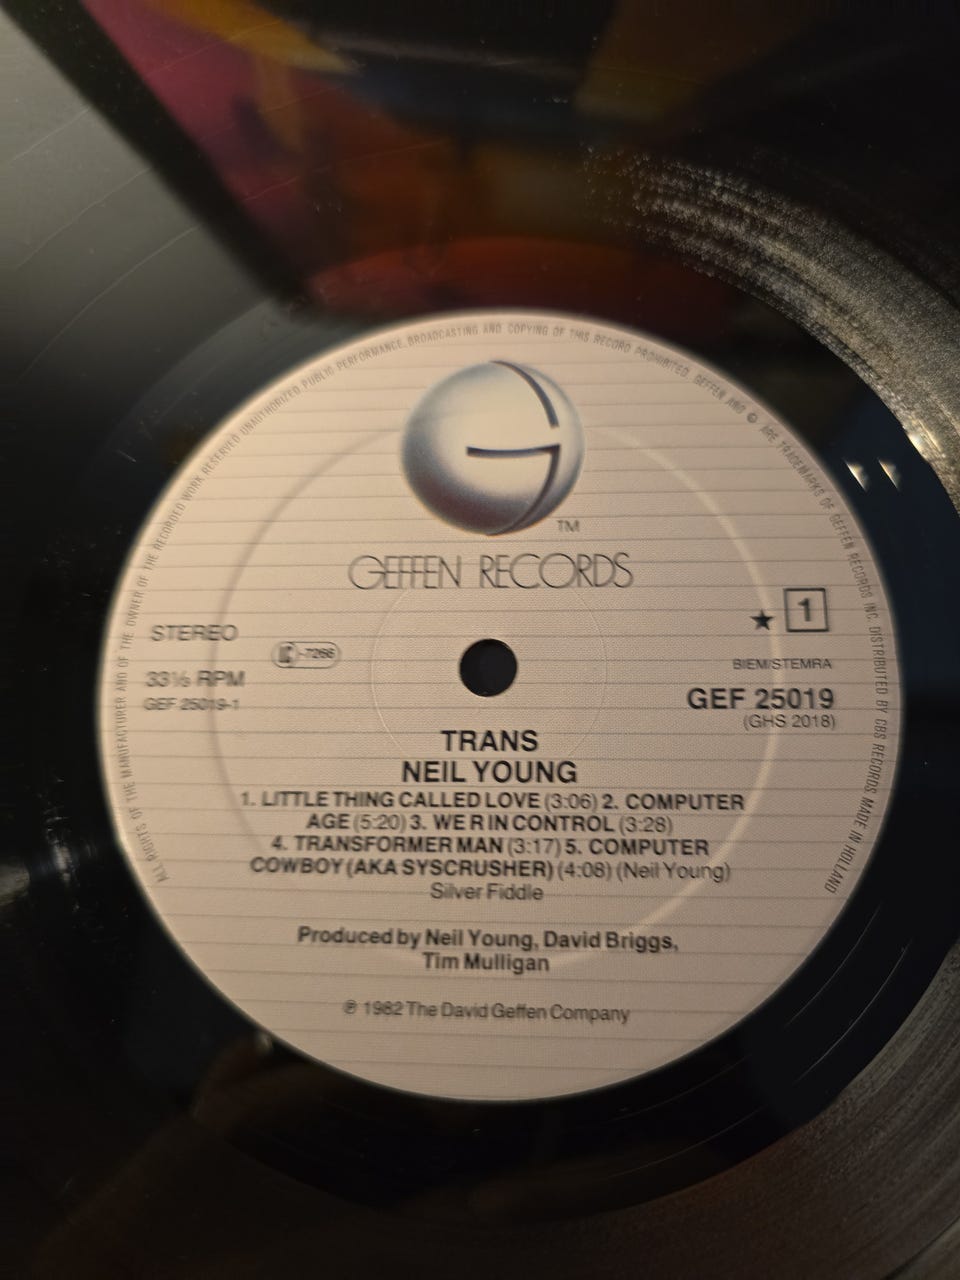 ALL RIGHTS OF THE MANUFACTURER AND OF THE OWNER OF THE RECORDED WORK RESERVED. UNAUTHORIZED PUBLIC PERFORMANCE, BROADCASTING AND COPYING OF THIS RECORD PROHIBITED. GEFFEN AND © ARE TRADEMARKS OF GEFFEN RECORDS INC. DISTRIBUTED BY CBS RECORDS. MADE IN HOLLAND
TM
GEFFEN RECORDS
STEREO
LC-7266
33⅓ RPM
GEF 25019-1
★ 1
BIEM/STEMRA
GEF 25019
(GHS 2018)
TRANS
NEIL YOUNG
1. LITTLE THING CALLED LOVE (3:06) 2. COMPUTER
AGE (5:20) 3. WE R IN CONTROL (3:28)
4. TRANSFORMER MAN (3:17) 5. COMPUTER
COWBOY (AKA SYSCRUSHER) (4:08) (Neil Young)
Silver Fiddle
Produced by Neil Young, David Briggs,
Tim Mulligan
℗ 1982 The David Geffen Company